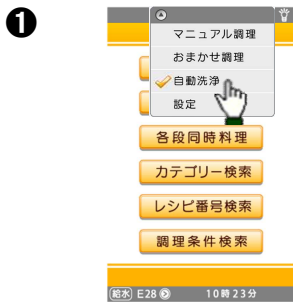 ❶
マニュアル調理
おまかせ調理
自動洗浄
設定
各段同時料理
カテゴリー検索
レシピ番号検索
調理条件検索
給水 E28 10時23分